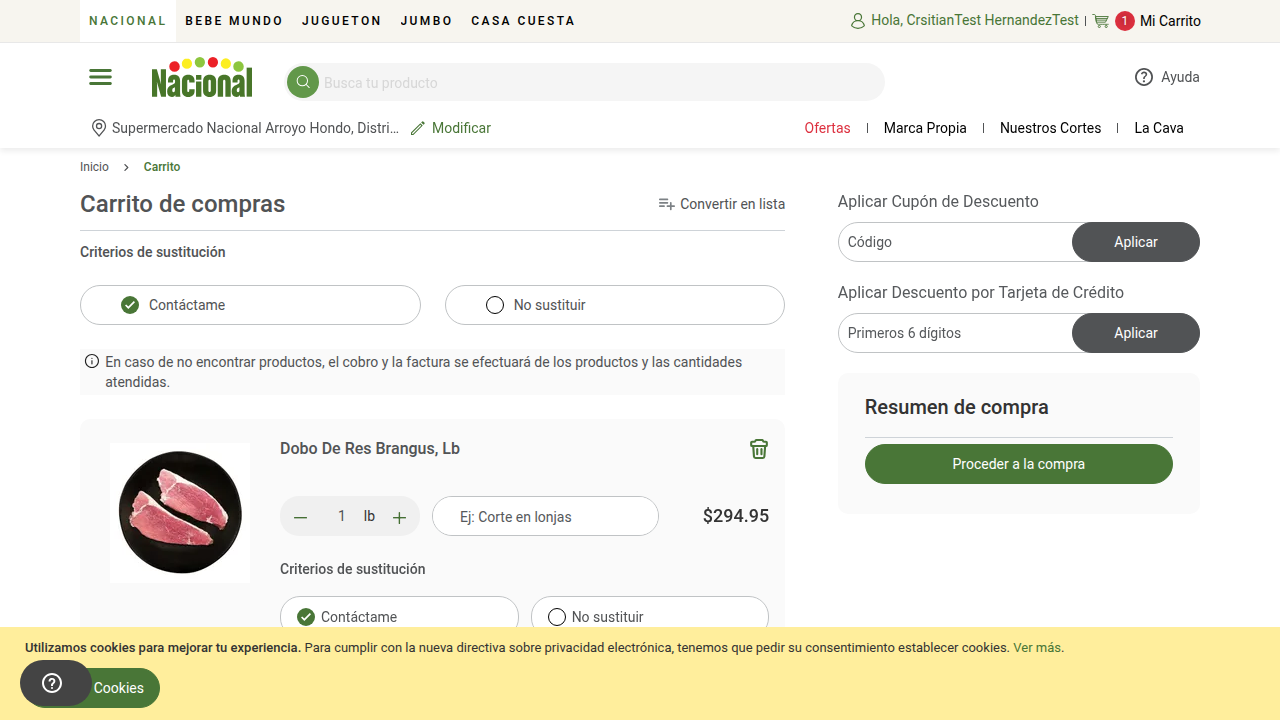 NACIONAL
BEBE MUNDO
JUGUETON
JUMBO
CASA CUESTA
Hola, CrsitianTest HernandezTest
1
Mi Carrito
Nacional
Busca tu producto
Ayuda
Supermercado Nacional Arroyo Hondo, Distri...
Modificar
Ofertas
Marca Propia
Nuestros Cortes
La Cava
Inicio
Carrito
Carrito de compras
Convertir en lista
Criterios de sustitución
Contáctame
No sustituir
En caso de no encontrar productos, el cobro y la factura se efectuará de los productos y las cantidades
atendidas.
Dobo De Res Brangus, Lb
1
lb
Ej: Corte en lonjas
$294.95
Criterios de sustitución
Contáctame
No sustituir
Aplicar Cupón de Descuento
Código
Aplicar
Aplicar Descuento por Tarjeta de Crédito
Primeros 6 dígitos
Aplicar
Resumen de compra
Proceder a la compra
Utilizamos cookies para mejorar tu experiencia. Para cumplir con la nueva directiva sobre privacidad electrónica, tenemos que pedir su consentimiento establecer cookies. Ver más.
Cookies